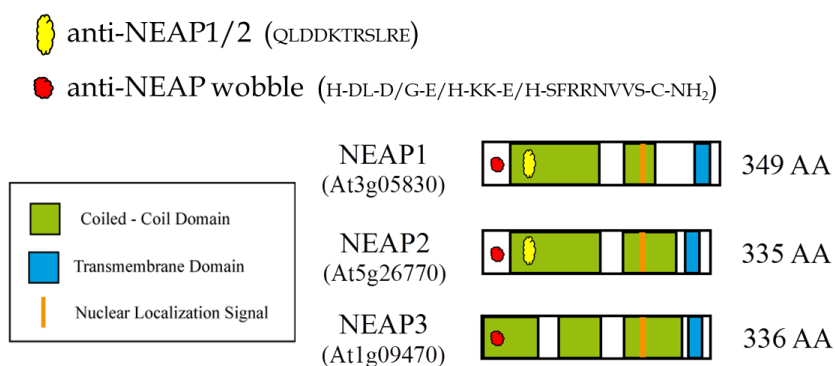 anti-NEAP1/2 (QLDDKTRSLRE)
anti-NEAP wobble (H-DL-D/G-E/H-KK-E/H-SFRRNVVS-C-NH₂)
NEAP1
(At3g05830)
349 AA
NEAP2
(At5g26770)
335 AA
NEAP3
(At1g09470)
336 AA
Coiled - Coil Domain
Transmembrane Domain
Nuclear Localization Signal